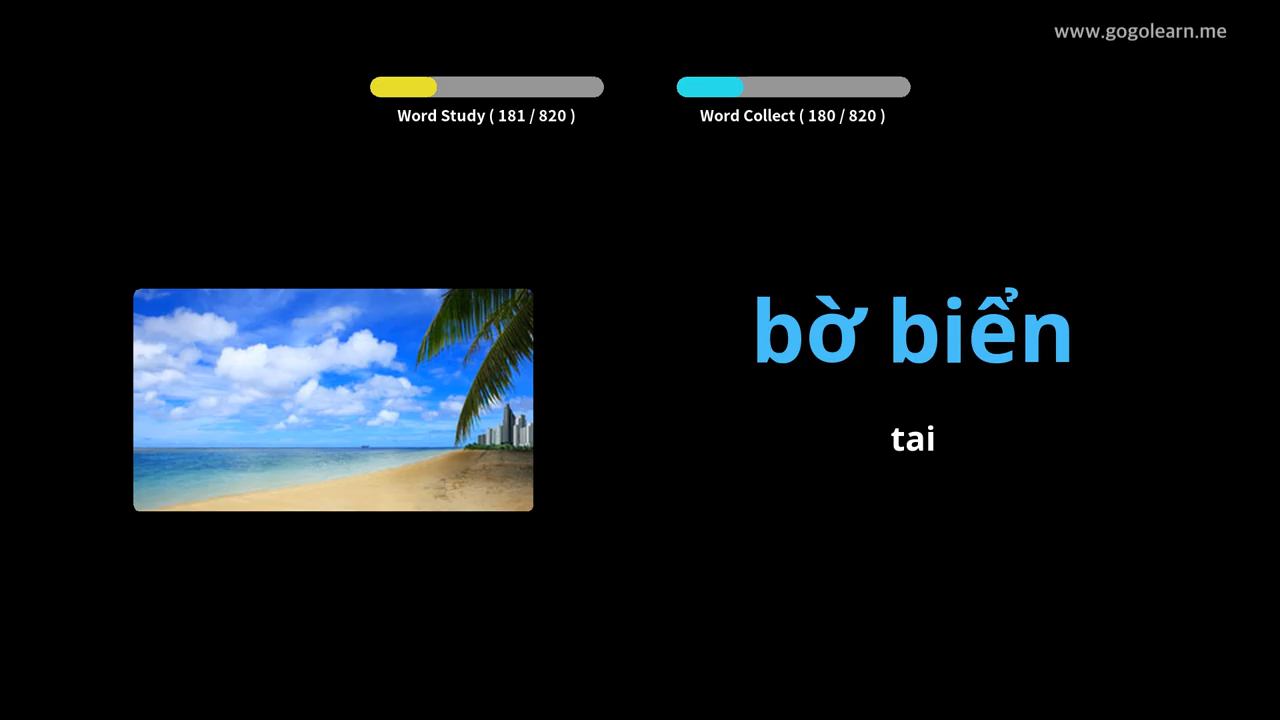 www.gogolearn.me
Word Study ( 181 / 820 )
Word Collect ( 180 / 820 )
bờ biển
tai